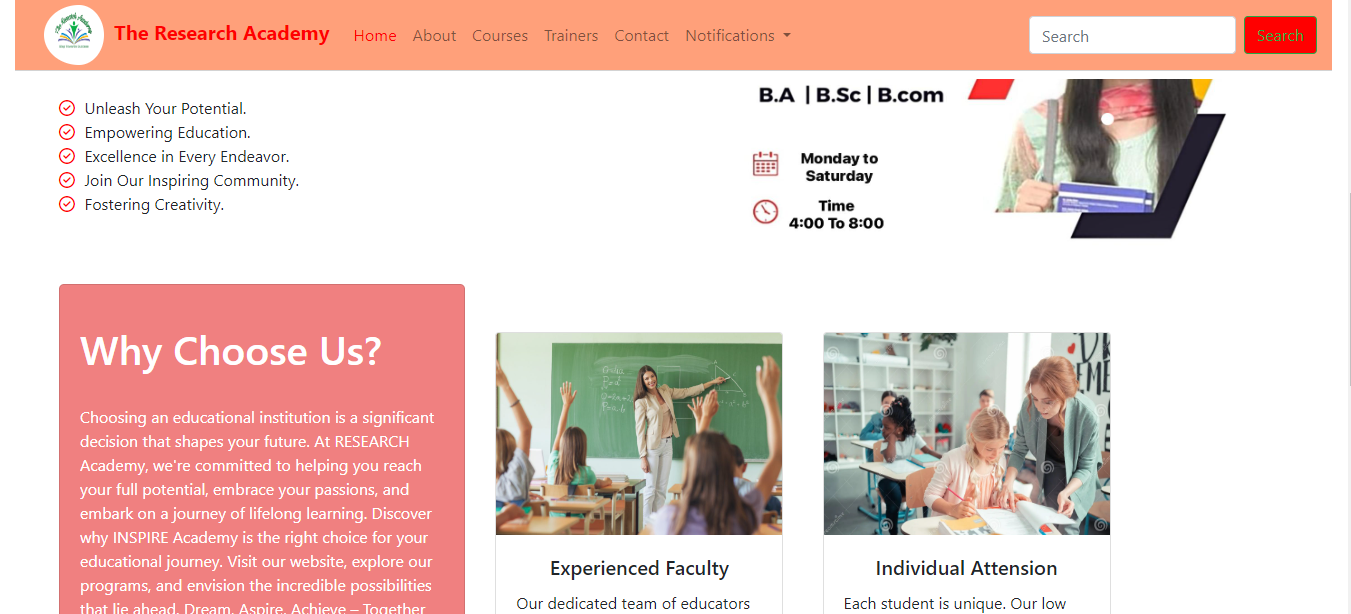 The Research Academy
Home
About
Courses
Trainers
Contact
Notifications
Search
Search
Unleash Your Potential.
Empowering Education.
Excellence in Every Endeavor.
Join Our Inspiring Community.
Fostering Creativity.
B.A | B.Sc | B.com
Monday to
Saturday
Time
4:00 To 8:00
Why Choose Us?
Choosing an educational institution is a significant
decision that shapes your future. At RESEARCH
Academy, we're committed to helping you reach
your full potential, embrace your passions, and
embark on a journey of lifelong learning. Discover
why INSPIRE Academy is the right choice for your
educational journey. Visit our website, explore our
programs, and envision the incredible possibilities
that lie ahead. Dream. Aspire. Achieve – Together
Experienced Faculty
Our dedicated team of educators
Individual Attension
Each student is unique. Our low